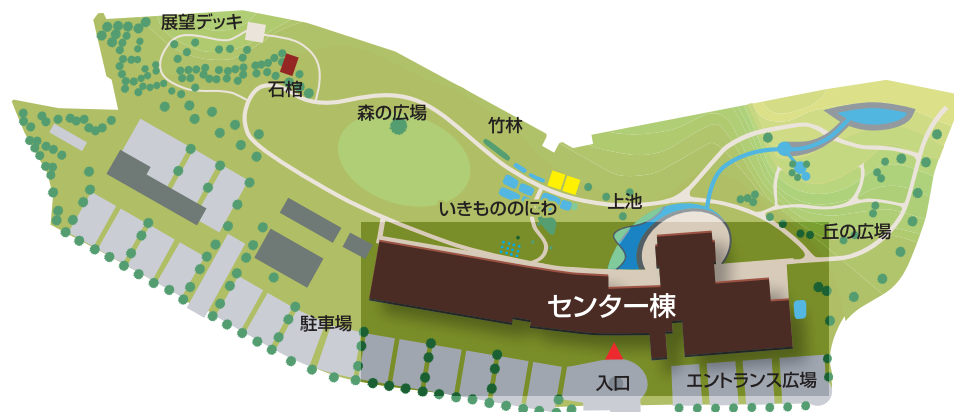 展望デッキ
石棺
森の広場
竹林
いきもののにわ
上池
丘の広場
センター棟
駐車場
入口
エントランス広場